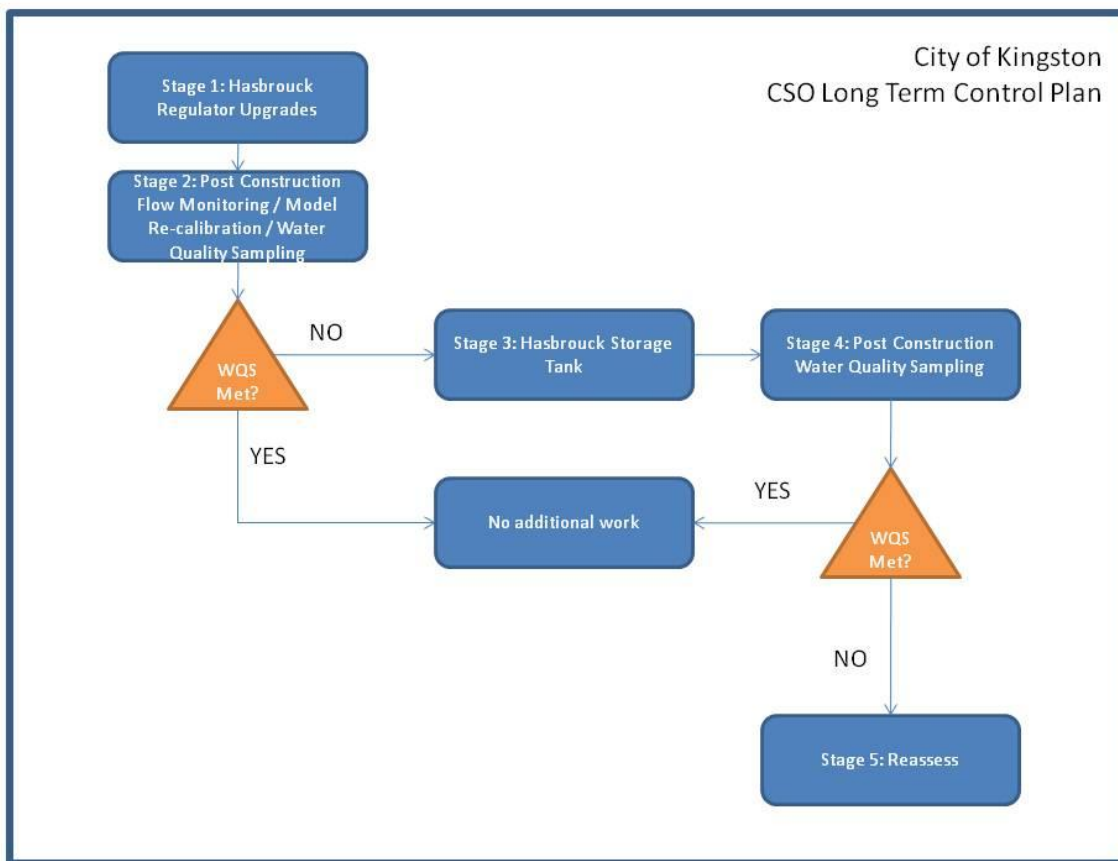 City of Kingston
CSO Long Term Control Plan
Stage 1: Hasbrouck
Regulator Upgrades
Stage 2: Post Construction
Flow Monitoring / Model
Re-calibration / Water
Quality Sampling
WQS
Met?
NO
Stage 3: Hasbrouck Storage
Tank
Stage 4: Post Construction
Water Quality Sampling
YES
No additional work
YES
WQS
Met?
NO
Stage 5: Reassess